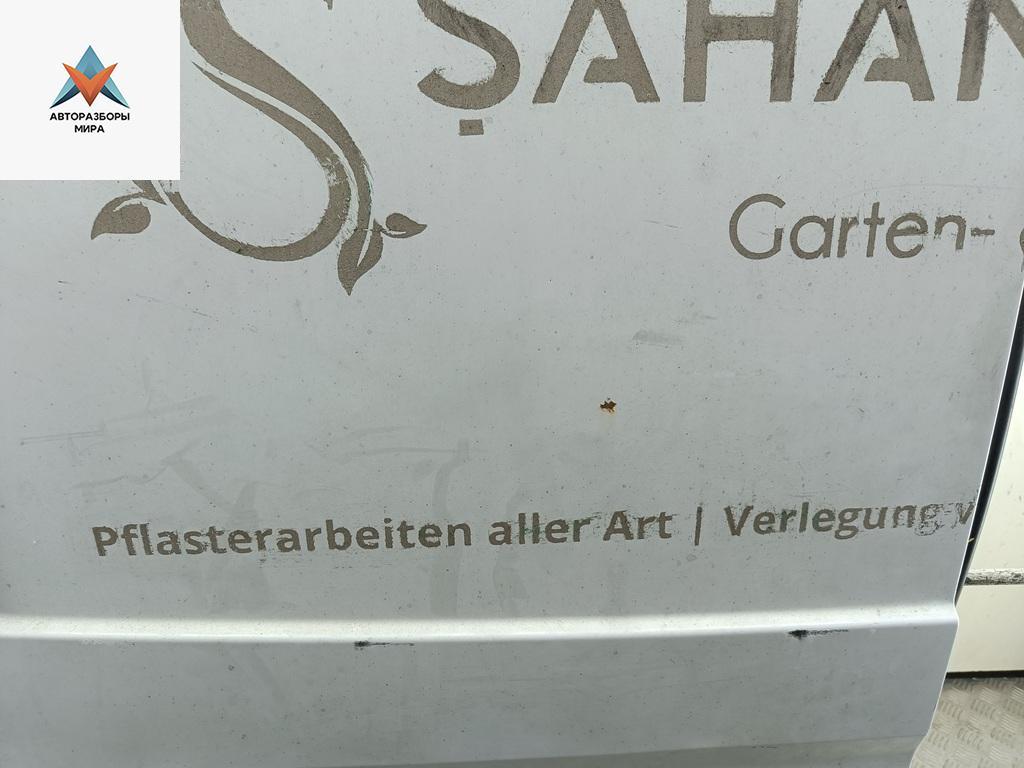 АВТОРАЗБОРЫ
МИРА
ŞAHAN
Garten-
Pflasterarbeiten aller Art | Verlegung v